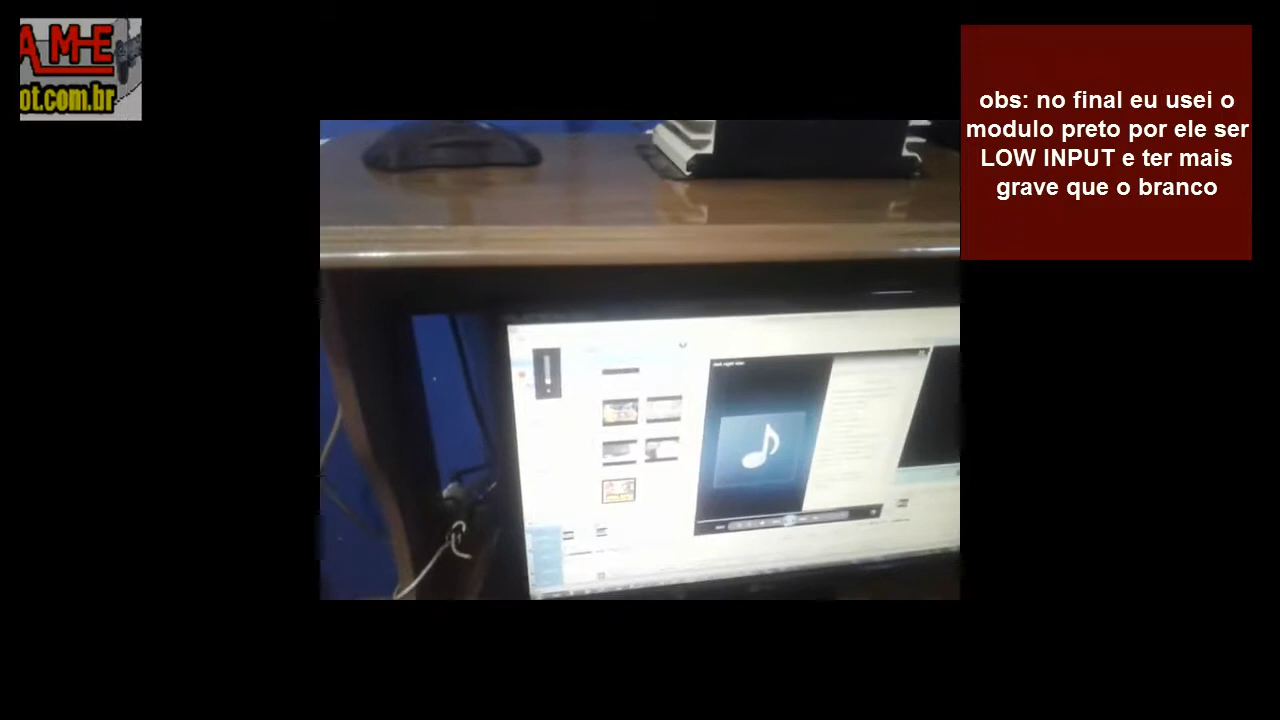 AME
ot.com.br
obs: no final eu usei o
modulo preto por ele ser
LOW INPUT e ter mais
grave que o branco